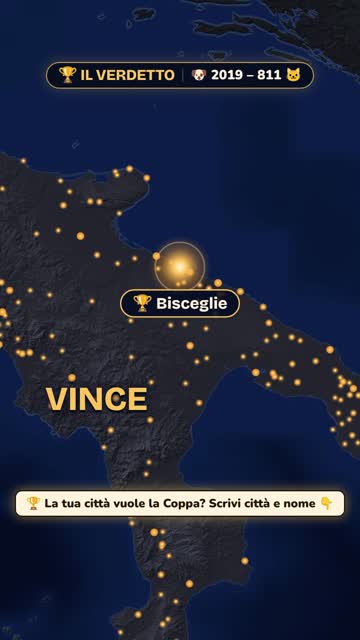 🏆 IL VERDETTO | 🐶 2019 – 811 🐱
🏆 Bisceglie
VINCE
🏆 La tua città vuole la Coppa? Scrivi città e nome 👇